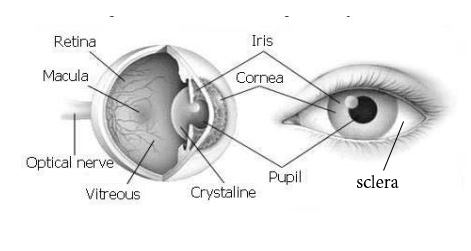 Retina
Iris
Macula
Cornea
Optical nerve
Pupil
sclera
Vitreous
Crystaline